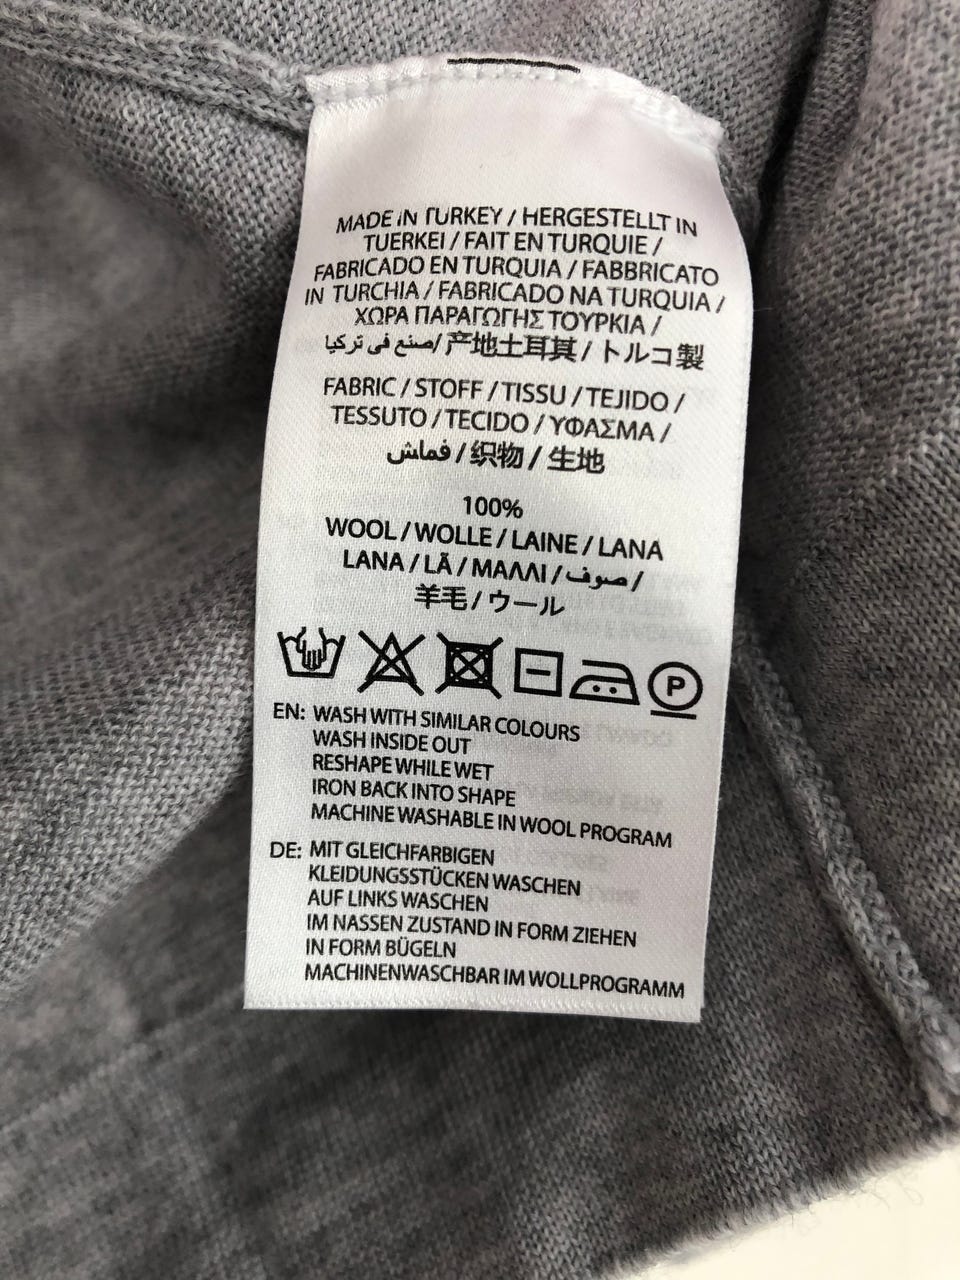 MADE IN TURKEY / HERGESTELLT IN
TUERKEI / FAIT EN TURQUIE /
FABRICADO EN TURQUIA / FABBRICATO
IN TURCHIA / FABRICADO NA TURQUIA /
ΧΩΡΑ ΠΑΡΑΓΩΓΗΣ ΤΟΥΡΚΙΑ /
صنع في تركيا / 产地土耳其 / トルコ製
FABRIC / STOFF / TISSU / TEJIDO /
TESSUTO / TECIDO / ΥΦΑΣΜΑ /
قماش / 织物 / 生地
100%
WOOL / WOLLE / LAINE / LANA
LANA / LÃ / ΜΑΛΛΙ / صوف /
羊毛 / ウール
P
EN: WASH WITH SIMILAR COLOURS
WASH INSIDE OUT
RESHAPE WHILE WET
IRON BACK INTO SHAPE
MACHINE WASHABLE IN WOOL PROGRAM
DE: MIT GLEICHFARBIGEN
KLEIDUNGSSTÜCKEN WASCHEN
AUF LINKS WASCHEN
IM NASSEN ZUSTAND IN FORM ZIEHEN
IN FORM BÜGELN
MACHINENWASCHBAR IM WOLLPROGRAMM